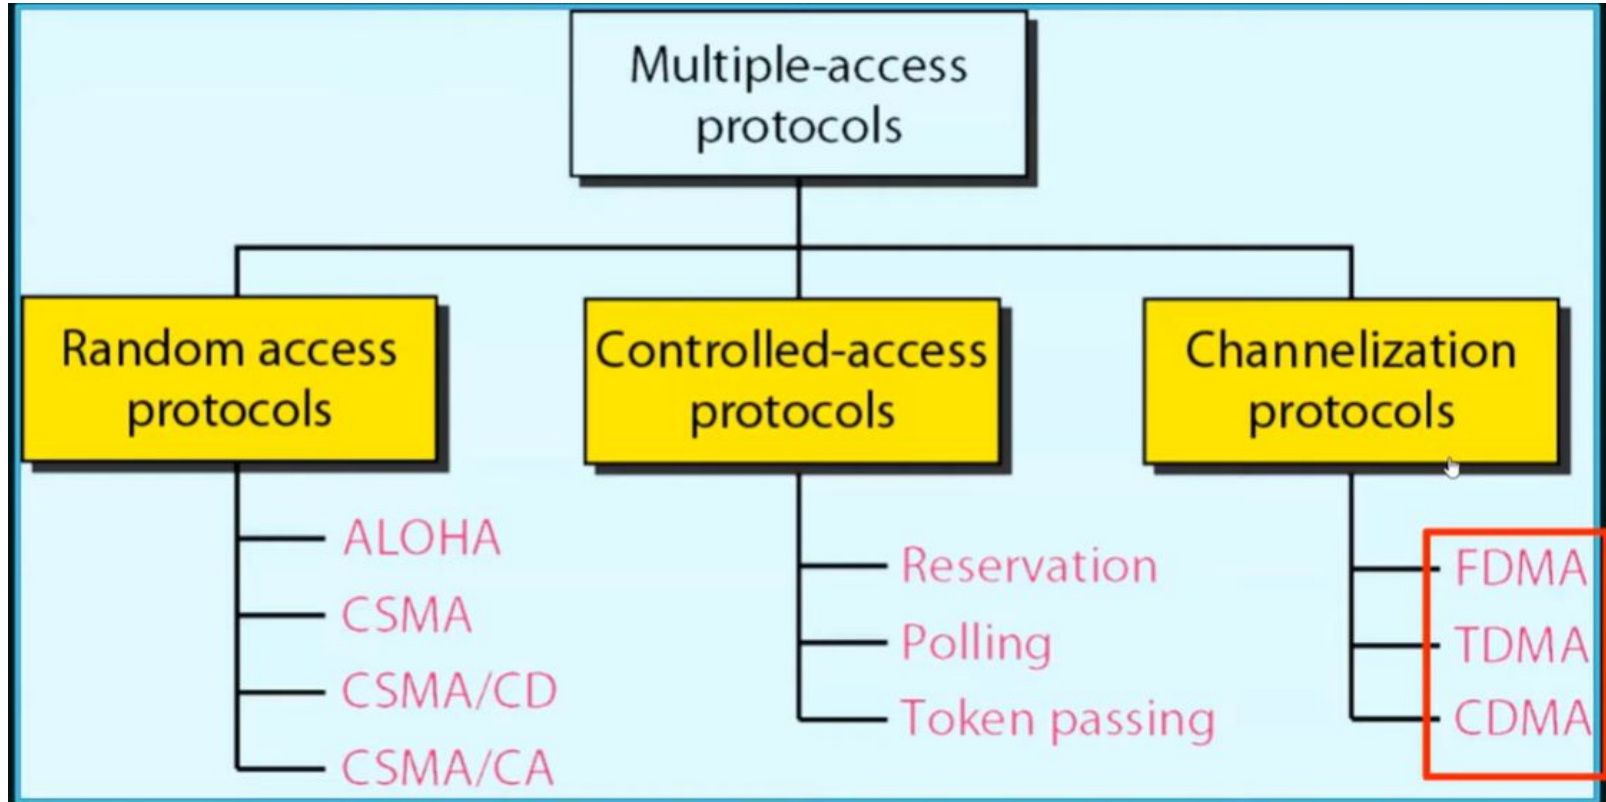 Multiple-access
protocols
Random access
protocols
Controlled-access
protocols
Channelization
protocols
ALOHA
CSMA
CSMA/CD
CSMA/CA
Reservation
Polling
Token passing
FDMA
TDMA
CDMA